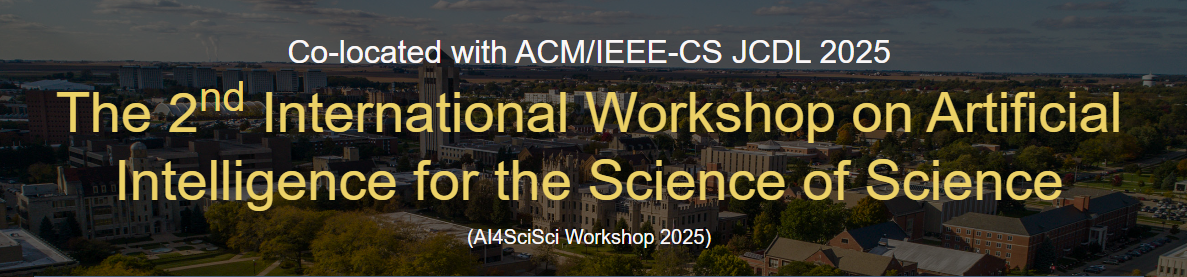 Co-located with ACM/IEEE-CS JCDL 2025
The 2nd International Workshop on Artificial
Intelligence for the Science of Science
(AI4SciSci Workshop 2025)